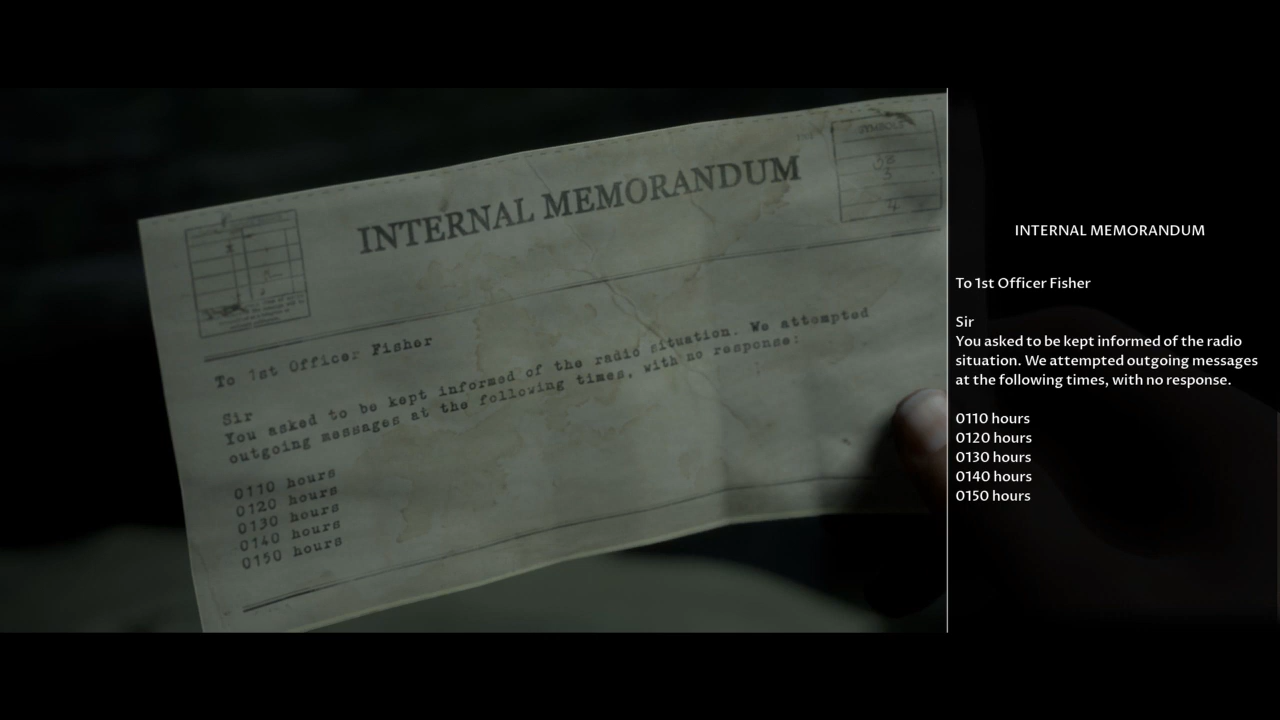 INTERNAL MEMORANDUM
SYMBOLS
56
5
4
To 1st Officer Fisher
Sir
You asked to be kept informed of the radio situation. We attempted
outgoing messages at the following times, with no response:
0110 hours
0120 hours
0130 hours
0140 hours
0150 hours
INTERNAL MEMORANDUM
To 1st Officer Fisher
Sir
You asked to be kept informed of the radio
situation. We attempted outgoing messages
at the following times, with no response.
0110 hours
0120 hours
0130 hours
0140 hours
0150 hours